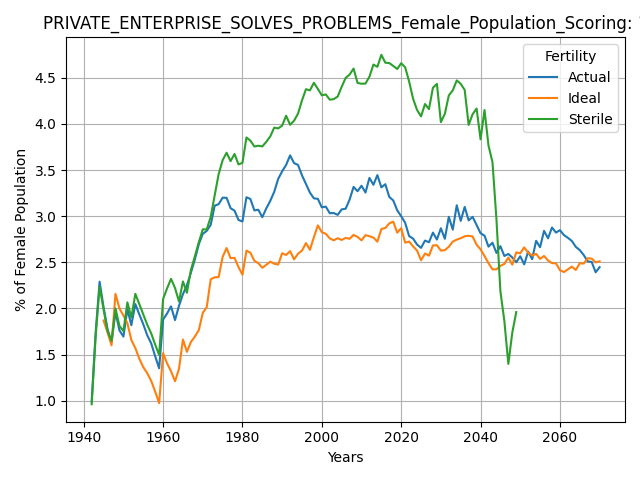 PRIVATE_ENTERPRISE_SOLVES_PROBLEMS_Female_Population_Scoring:
Fertility
Actual
Ideal
Sterile
% of Female Population
4.5
4.0
3.5
3.0
2.5
2.0
1.5
1.0
1940 1960 1980 2000 2020 2040 2060
Years